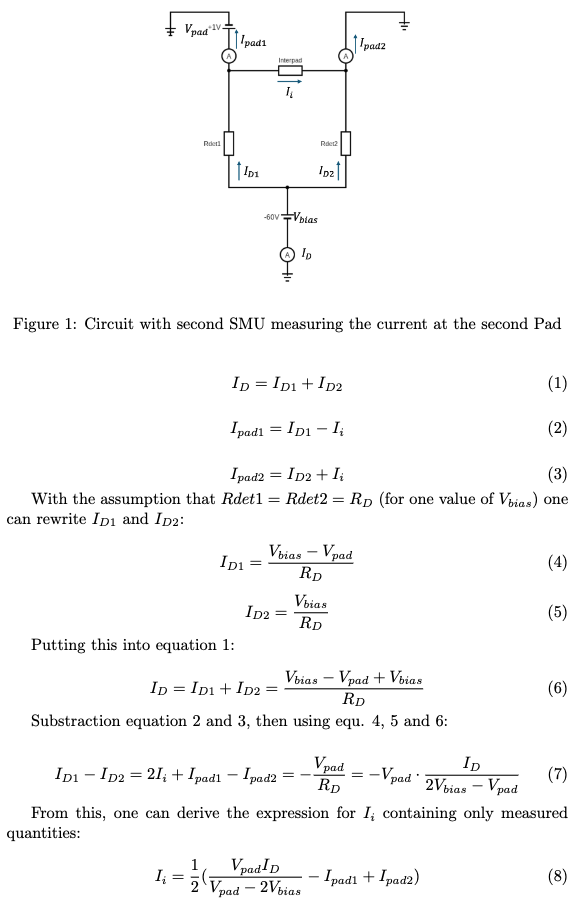 V_pad +1V
I_pad1
I_pad2
A
A
Interpad
I_i
Rdet1
Rdet2
I_D1
I_D2
-60V V_bias
A I_D
Figure 1: Circuit with second SMU measuring the current at the second Pad
I_D = I_D1 + I_D2 (1)
I_pad1 = I_D1 − I_i (2)
I_pad2 = I_D2 + I_i (3)
With the assumption that Rdet1 = Rdet2 = R_D (for one value of V_bias) one
can rewrite I_D1 and I_D2:
I_D1 = (V_bias − V_pad) / R_D (4)
I_D2 = V_bias / R_D (5)
Putting this into equation 1:
I_D = I_D1 + I_D2 = (V_bias − V_pad + V_bias) / R_D (6)
Substraction equation 2 and 3, then using equ. 4, 5 and 6:
I_D1 − I_D2 = 2I_i + I_pad1 − I_pad2 = − V_pad / R_D = −V_pad · I_D / (2V_bias − V_pad) (7)
From this, one can derive the expression for I_i containing only measured
quantities:
I_i = 1/2 ( V_pad I_D / (V_pad − 2V_bias) − I_pad1 + I_pad2) (8)